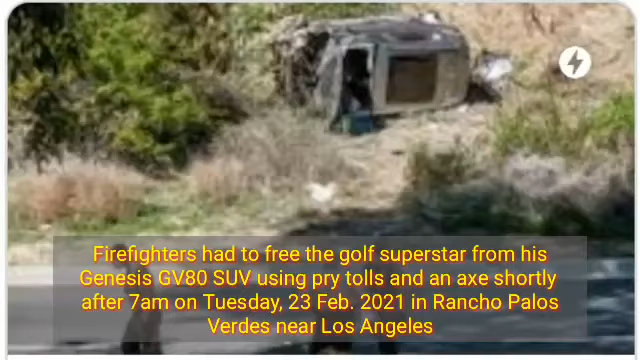 Firefighters had to free the golf superstar from his
Genesis GV80 SUV using pry tolls and an axe shortly
after 7am on Tuesday, 23 Feb. 2021 in Rancho Palos
Verdes near Los Angeles